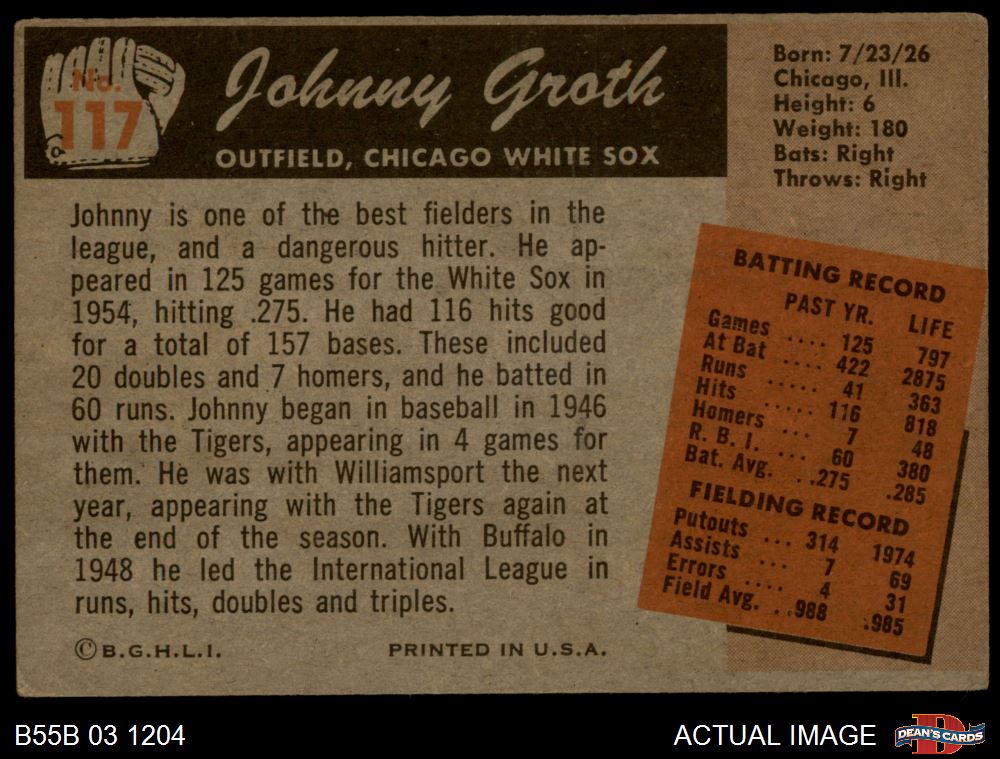 No.
117
Johnny Groth
OUTFIELD, CHICAGO WHITE SOX
Born: 7/23/26
Chicago, Ill.
Height: 6
Weight: 180
Bats: Right
Throws: Right
Johnny is one of the best fielders in the
league, and a dangerous hitter. He ap-
peared in 125 games for the White Sox in
1954, hitting .275. He had 116 hits good
for a total of 157 bases. These included
20 doubles and 7 homers, and he batted in
60 runs. Johnny began in baseball in 1946
with the Tigers, appearing in 4 games for
them. He was with Williamsport the next
year, appearing with the Tigers again at
the end of the season. With Buffalo in
1948 he led the International League in
runs, hits, doubles and triples.
BATTING RECORD
PAST YR. LIFE
Games .... 125 797
At Bat .... 422 2875
Runs ..... 41 363
Hits ..... 116 818
Homers ... 7 48
R. B. I. ... 60 380
Bat. Avg. ..275 .285
FIELDING RECORD
Putouts ... 314 1974
Assists ... 7 69
Errors .... 4 31
Field Avg. ..988 .985
© B.G.H.L.I. PRINTED IN U.S.A.
B55B 03 1204 ACTUAL IMAGE DEAN'S CARDS